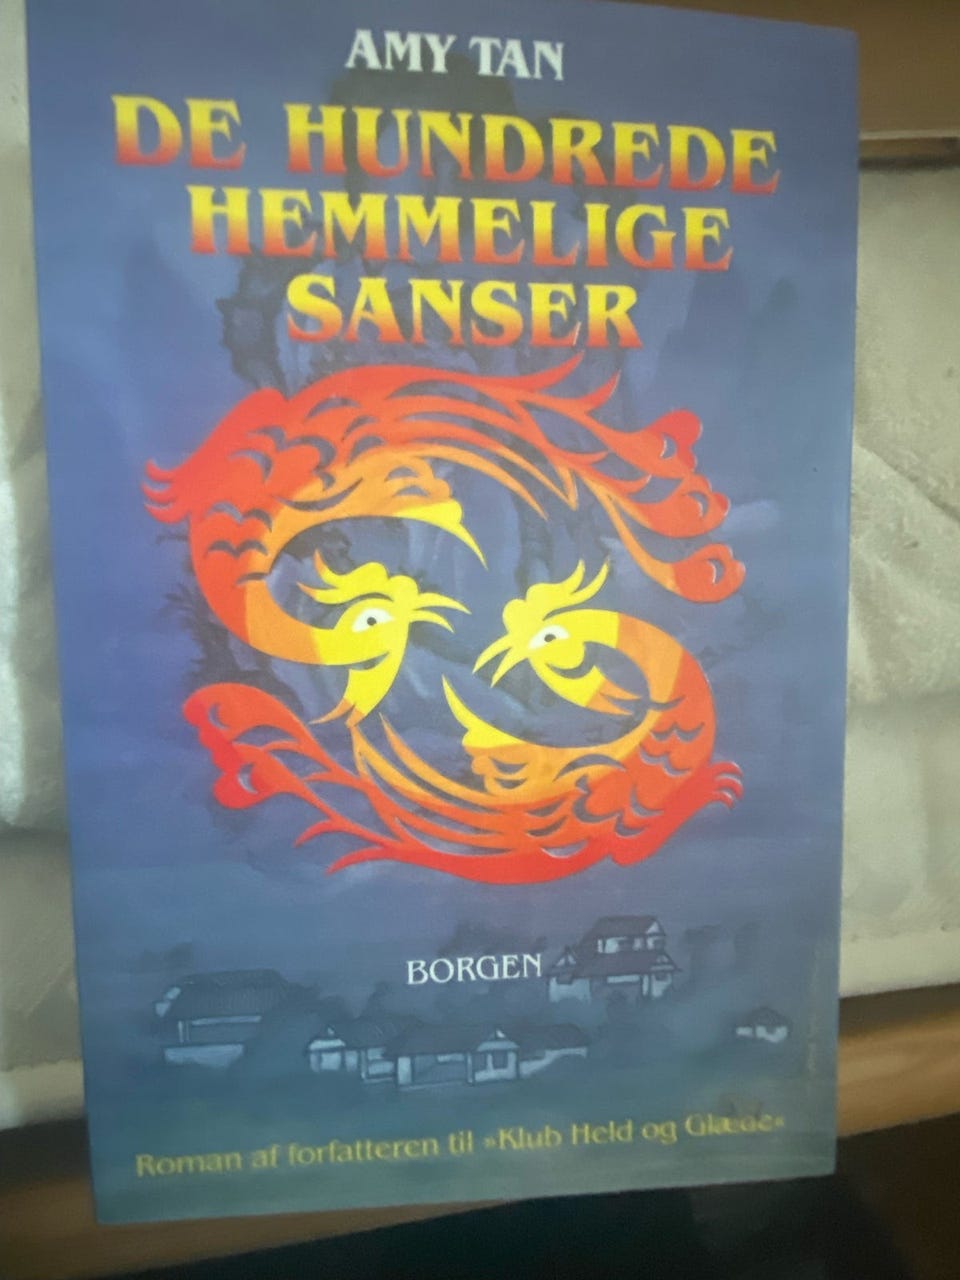 AMY TAN
DE HUNDREDE
HEMMELIGE
SANSER
BORGEN
Roman af forfatteren til »Klub Held og Glæde«